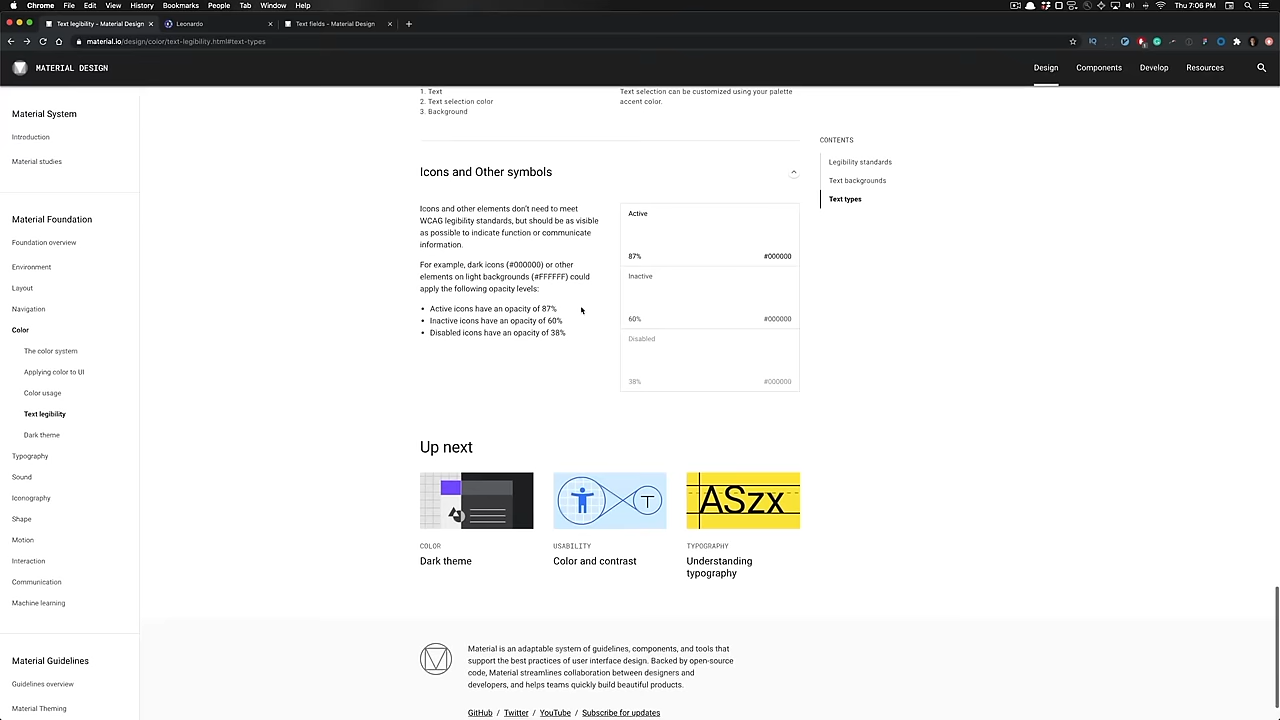 Chrome File Edit View History Bookmarks People Tab Window Help
Thu 7:06 PM
Text legibility – Material Design
Leonardo
Text fields – Material Design
material.io/design/color/text-legibility.html#text-types
MATERIAL DESIGN
Design Components Develop Resources
Material System
Introduction
Material studies
Material Foundation
Foundation overview
Environment
Layout
Navigation
Color
The color system
Applying color to UI
Color usage
Text legibility
Dark theme
Typography
Sound
Iconography
Shape
Motion
Interaction
Communication
Machine learning
Material Guidelines
Guidelines overview
Material Theming
1. Text
2. Text selection color
3. Background
Text selection can be customized using your palette
accent color.
Icons and Other symbols
Icons and other elements don't need to meet
WCAG legibility standards, but should be as visible
as possible to indicate function or communicate
information.
For example, dark icons (#000000) or other
elements on light backgrounds (#FFFFFF) could
apply the following opacity levels:
• Active icons have an opacity of 87%
• Inactive icons have an opacity of 60%
• Disabled icons have an opacity of 38%
Active
87% #000000
Inactive
60% #000000
Disabled
38% #000000
CONTENTS
Legibility standards
Text backgrounds
Text types
Up next
T
ASzx
COLOR
Dark theme
USABILITY
Color and contrast
TYPOGRAPHY
Understanding
typography
Material is an adaptable system of guidelines, components, and tools that
support the best practices of user interface design. Backed by open-source
code, Material streamlines collaboration between designers and
developers, and helps teams quickly build beautiful products.
GitHub / Twitter / YouTube / Subscribe for updates